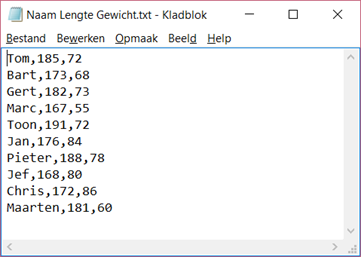 Naam Lengte Gewicht.txt - Kladblok
Bestand Bewerken Opmaak Beeld Help
Tom,185,72
Bart,173,68
Gert,182,73
Marc,167,55
Toon,191,72
Jan,176,84
Pieter,188,78
Jef,168,80
Chris,172,86
Maarten,181,60